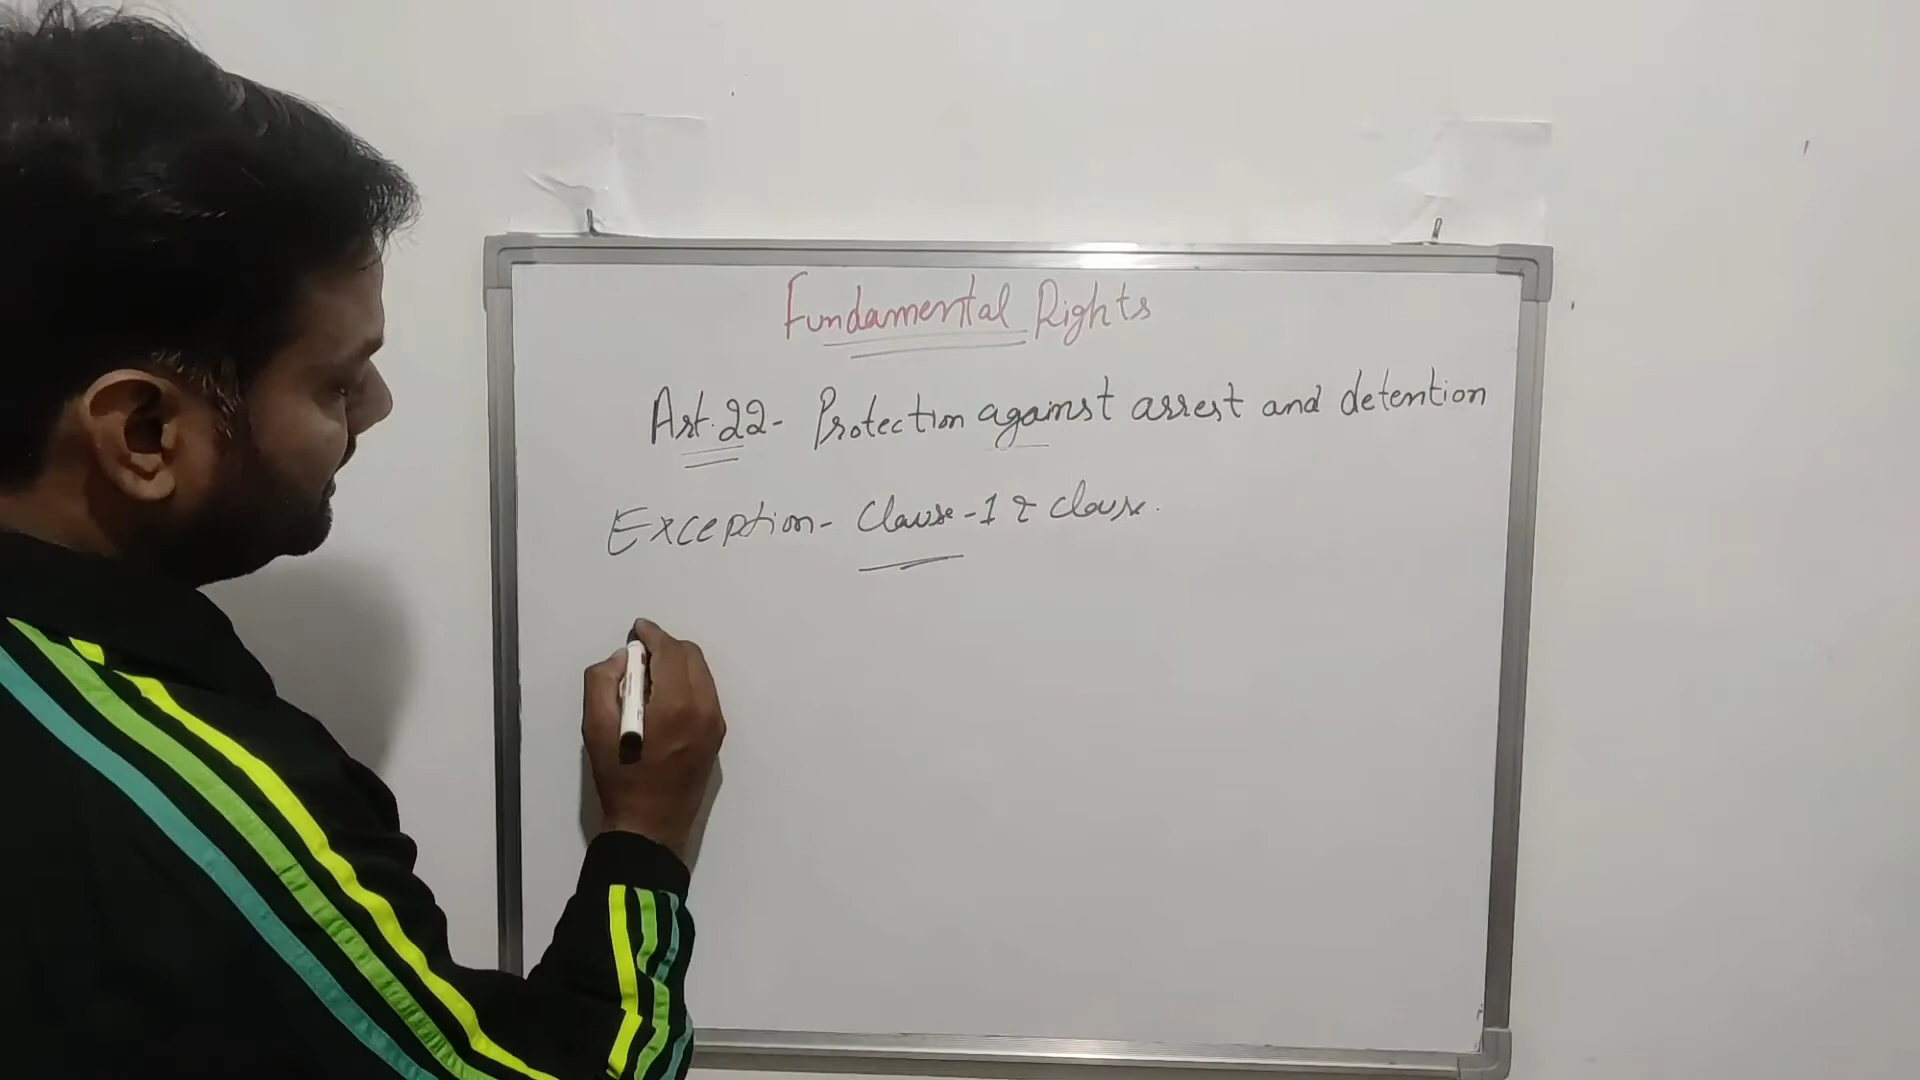 Fundamental Rights
Art. 22- Protection against arrest and detention
Exception- Clause-1 & Clause.